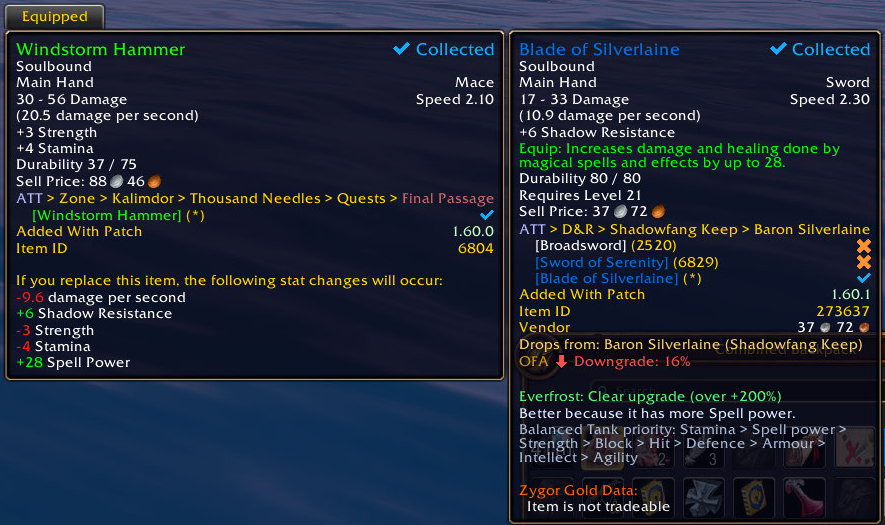 Equipped
Windstorm Hammer
Collected
Soulbound
Main Hand Mace
30 - 56 Damage Speed 2.10
(20.5 damage per second)
+3 Strength
+4 Stamina
Durability 37 / 75
Sell Price: 88 46
ATT > Zone > Kalimdor > Thousand Needles > Quests > Final Passage
[Windstorm Hammer] (*)
Added With Patch 1.60.0
Item ID 6804
If you replace this item, the following stat changes will occur:
-9.6 damage per second
+6 Shadow Resistance
-3 Strength
-4 Stamina
+28 Spell Power
Blade of Silverlaine
Collected
Soulbound
Main Hand Sword
17 - 33 Damage Speed 2.30
(10.9 damage per second)
+6 Shadow Resistance
Equip: Increases damage and healing done by
magical spells and effects by up to 28.
Durability 80 / 80
Requires Level 21
Sell Price: 37 72
ATT > D&R > Shadowfang Keep > Baron Silverlaine
[Broadsword] (2520)
[Sword of Serenity] (6829)
[Blade of Silverlaine] (*)
Added With Patch 1.60.1
Item ID 273637
Vendor 37 72
Drops from: Baron Silverlaine (Shadowfang Keep)
OFA Downgrade: 16%
Everfrost: Clear upgrade (over +200%)
Better because it has more Spell power.
Balanced Tank priority: Stamina > Spell power >
Strength > Block > Hit > Defence > Armour >
Intellect > Agility
3
Zygor Gold Data:
Item is not tradeable